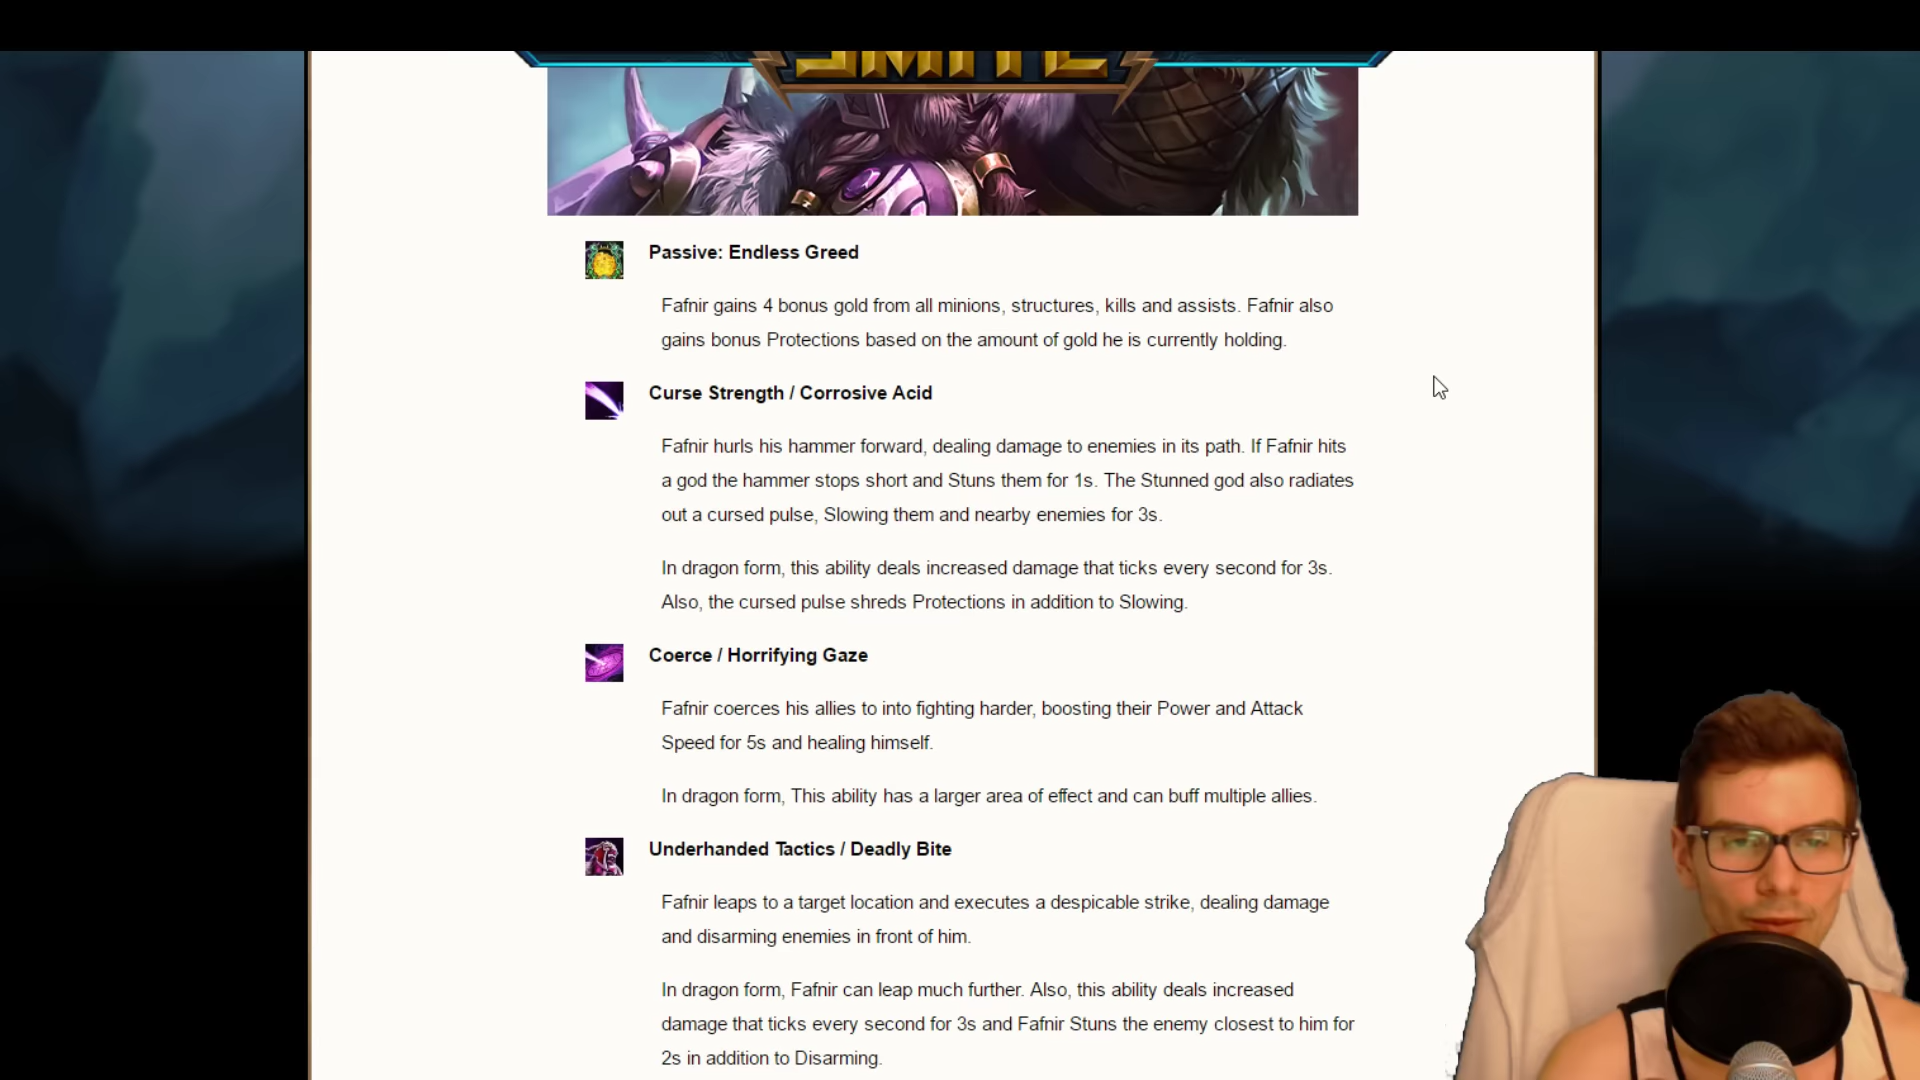 SMITE
Passive: Endless Greed
Fafnir gains 4 bonus gold from all minions, structures, kills and assists. Fafnir also
gains bonus Protections based on the amount of gold he is currently holding.
Curse Strength / Corrosive Acid
Fafnir hurls his hammer forward, dealing damage to enemies in its path. If Fafnir hits
a god the hammer stops short and Stuns them for 1s. The Stunned god also radiates
out a cursed pulse, Slowing them and nearby enemies for 3s.
In dragon form, this ability deals increased damage that ticks every second for 3s.
Also, the cursed pulse shreds Protections in addition to Slowing.
Coerce / Horrifying Gaze
Fafnir coerces his allies to into fighting harder, boosting their Power and Attack
Speed for 5s and healing himself.
In dragon form, This ability has a larger area of effect and can buff multiple allies.
Underhanded Tactics / Deadly Bite
Fafnir leaps to a target location and executes a despicable strike, dealing damage
and disarming enemies in front of him.
In dragon form, Fafnir can leap much further. Also, this ability deals increased
damage that ticks every second for 3s and Fafnir Stuns the enemy closest to him for
2s in addition to Disarming.